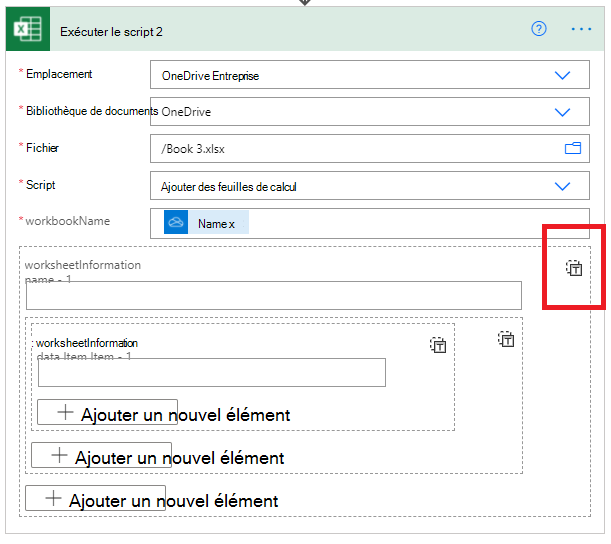 Exécuter le script 2
* Emplacement OneDrive Entreprise
* Bibliothèque de documents OneDrive
* Fichier /Book 3.xlsx
* Script Ajouter des feuilles de calcul
* workbookName Name x
worksheetInformation
name - 1
: worksheetInformation
data Item Item - 1
Ajouter un nouvel élément
Ajouter un nouvel élément
Ajouter un nouvel élément